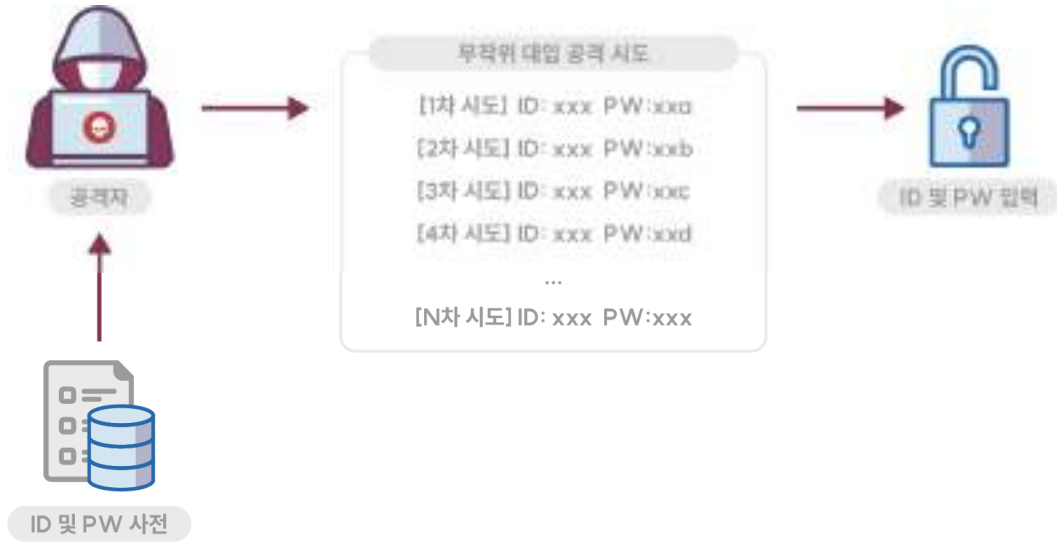 무작위 대입 공격 시도
[1차 시도] ID: xxx PW:xxa
[2차 시도] ID: xxx PW:xxb
[3차 시도] ID: xxx PW:xxc
[4차 시도] ID: xxx PW:xxd
...
[N차 시도] ID: xxx PW:xxx
공격자
ID 및 PW 입력
ID 및 PW 사전